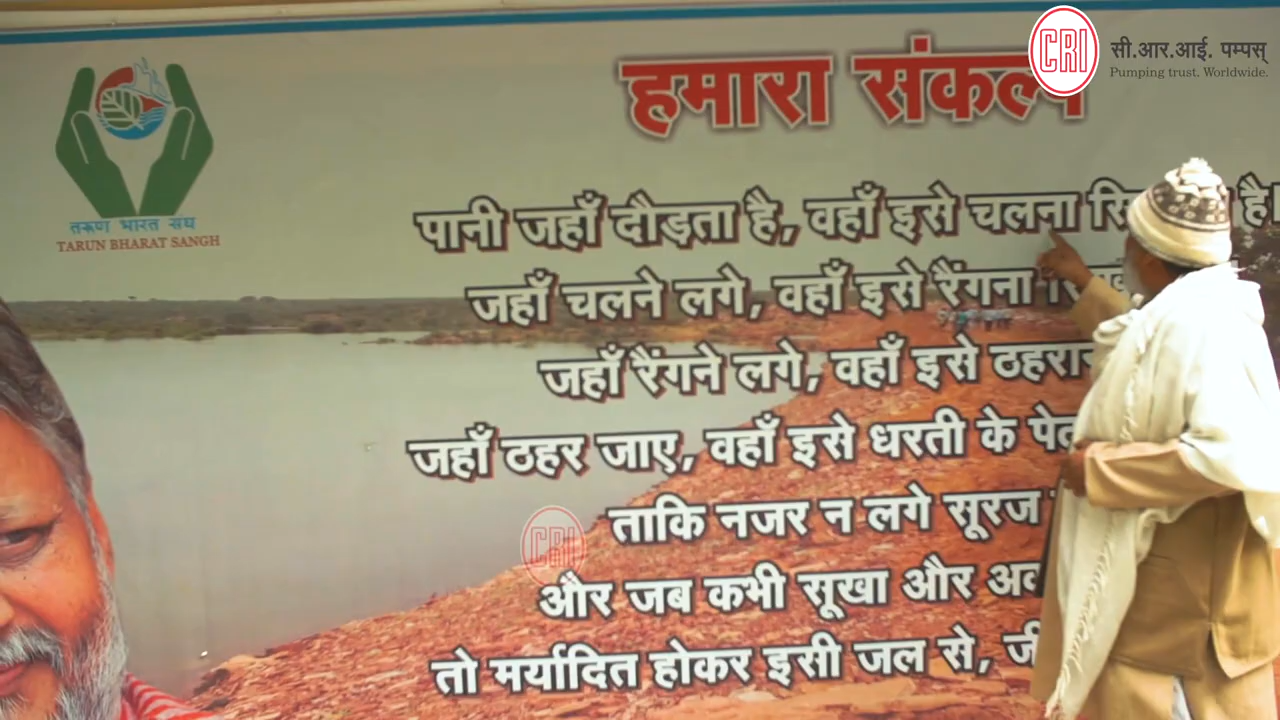 CRI
सी.आर.आई. पम्पस्
Pumping trust. Worldwide.
हमारा संकल्प
तरूण भारत संघ
TARUN BHARAT SANGH
पानी जहाँ दौड़ता है, वहाँ इसे चलना है
जहाँ चलने लगे, वहाँ इसे रैंगना
जहाँ रैंगने लगे, वहाँ इसे
जहाँ ठहर जाए, वहाँ इसे धरती के
ताकि नजर न लगे सूरज
CRI
और जब कभी सूखा और
तो मर्यादित होकर इसी जल से,